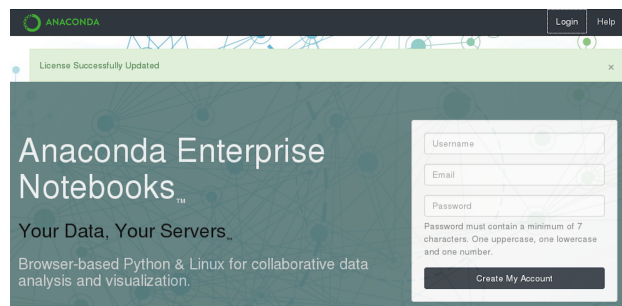 ANACONDA
Login
Help
License Successfully Updated
×
Anaconda Enterprise
Notebooks™
Your Data, Your Servers™
Browser-based Python & Linux for collaborative data
analysis and visualization.
Username
Email
Password
Password must contain a minimum of 7
characters. One uppercase, one lowercase
and one number.
Create My Account